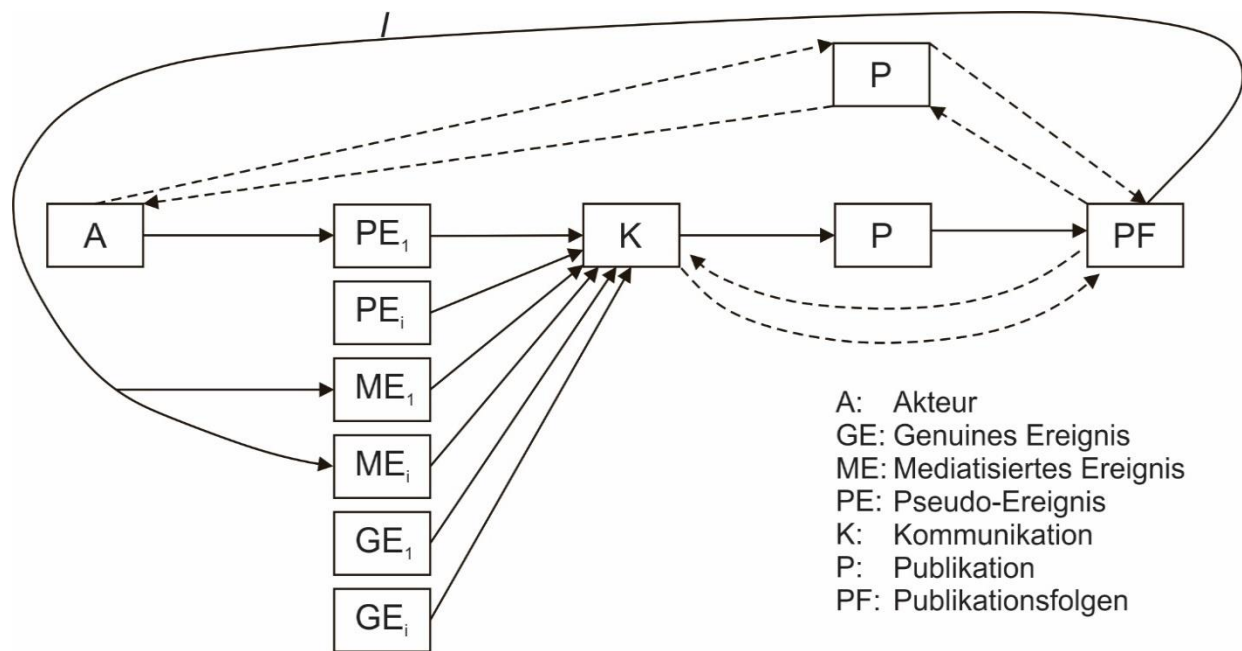 P
A
PE1
K
P
PF
PEi
ME1
MEi
GE1
GEi
A: Akteur
GE: Genuines Ereignis
ME: Mediatisiertes Ereignis
PE: Pseudo-Ereignis
K: Kommunikation
P: Publikation
PF: Publikationsfolgen